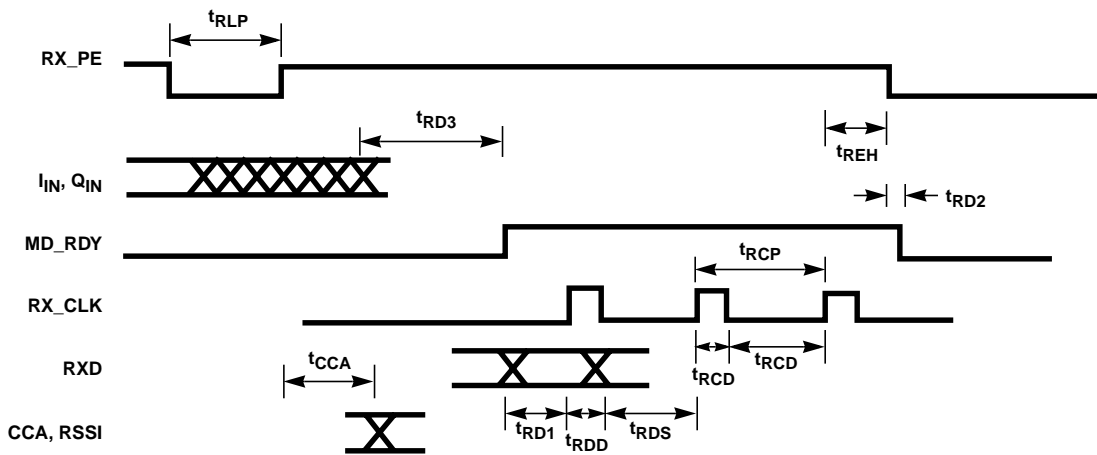 tRLP
RX_PE
tRD3
tREH
IIN, QIN
tRD2
MD_RDY
tRCP
RX_CLK
tCCA
RXD
tRCD
tRCD
tRD1
tRDD
tRDS
CCA, RSSI